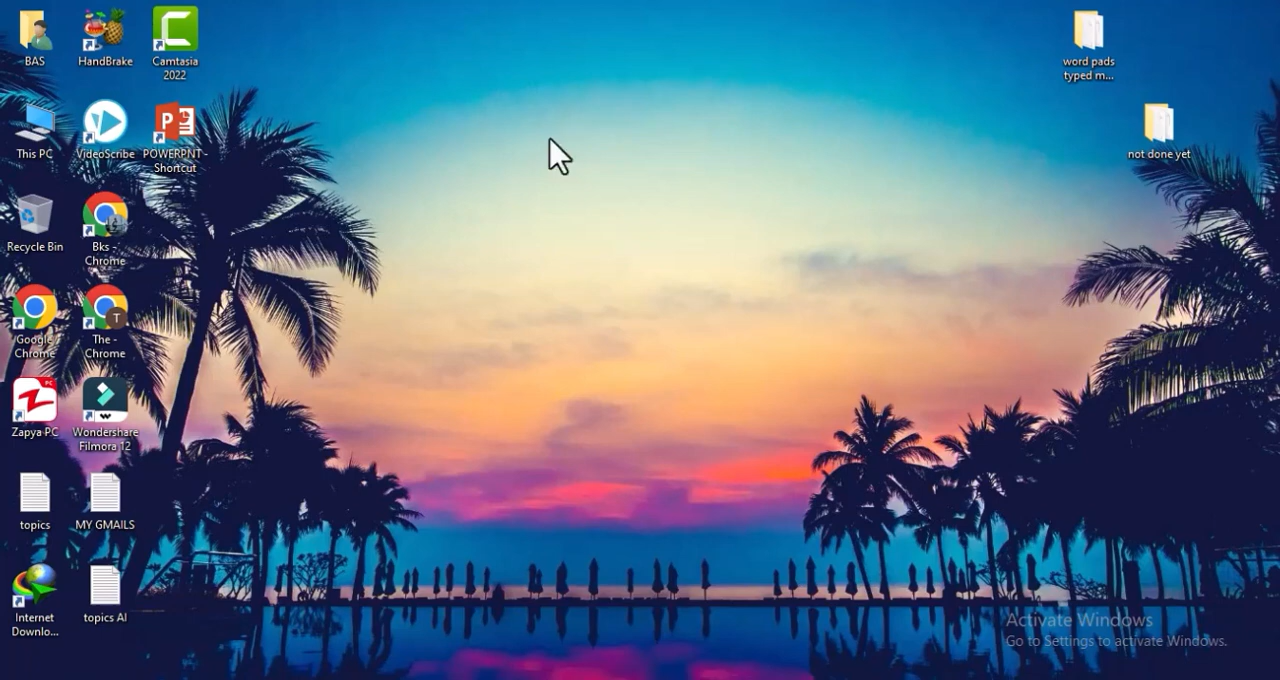 BAS
HandBrake
Camtasia
2022
word pads
typed m...
This PC
VideoScribe
POWERPNT -
Shortcut
not done yet
Recycle Bin
Bks -
Chrome
Google
Chrome
T
The -
Chrome
PC
Zapya PC
Wondershare
Filmora 12
topics
MY GMAILS
Internet
Downlo...
topics AI
Activate Windows
Go to Settings to activate Windows.